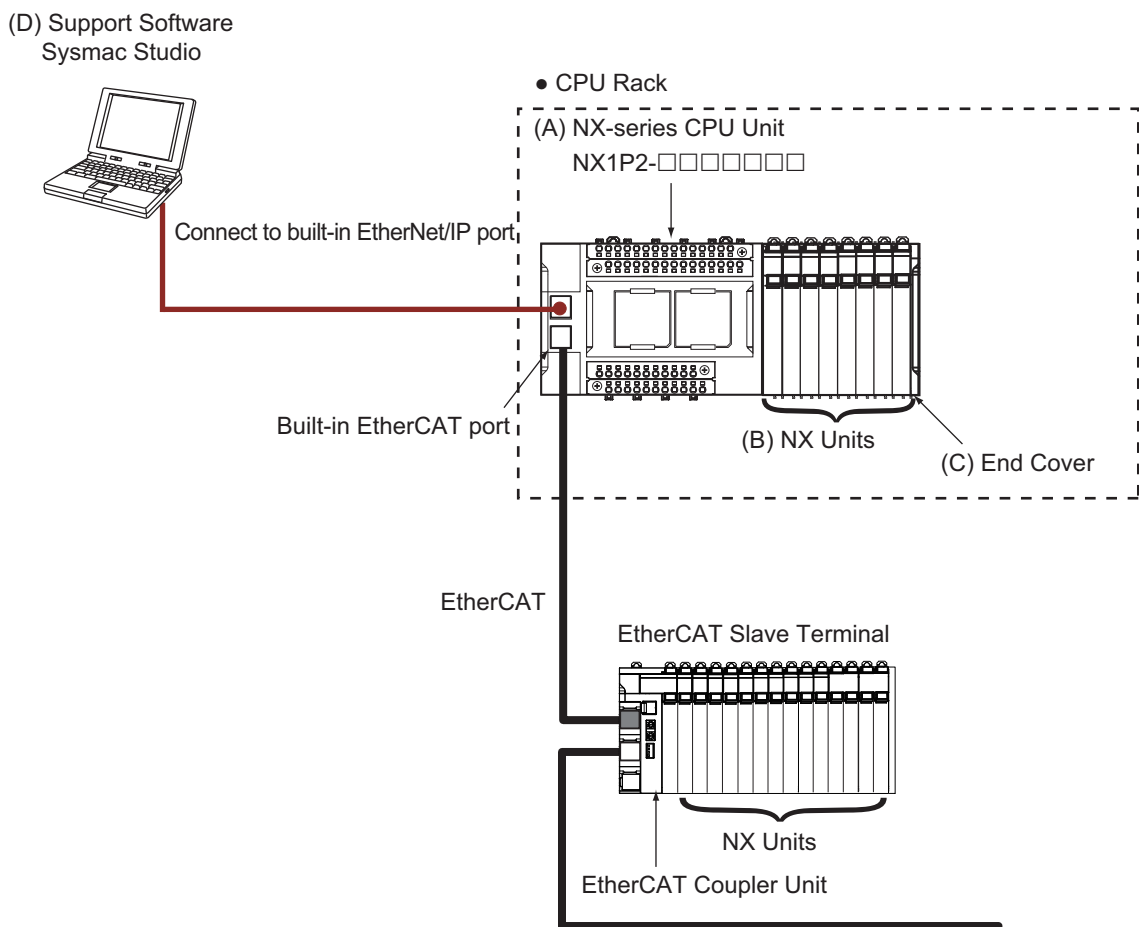 (D) Support Software
Sysmac Studio
● CPU Rack
(A) NX-series CPU Unit
NX1P2-□□□□□□□
Connect to built-in EtherNet/IP port
Built-in EtherCAT port
(B) NX Units
(C) End Cover
EtherCAT
EtherCAT Slave Terminal
NX Units
EtherCAT Coupler Unit